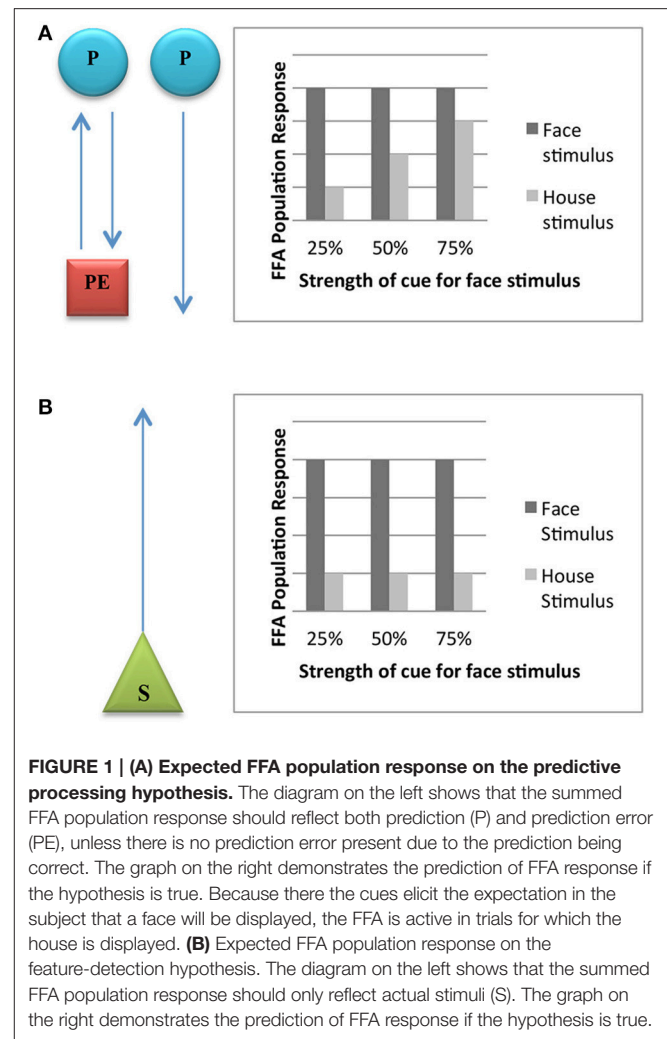 A
P P
PE
FFA Population Response
25% 50% 75%
Strength of cue for face stimulus
Face
stimulus
House
stimulus
B
S
FFA Population Response
25% 50% 75%
Strength of cue for face stimulus
Face
Stimulus
House
Stimulus
FIGURE 1 | (A) Expected FFA population response on the predictive
processing hypothesis. The diagram on the left shows that the summed
FFA population response should reflect both prediction (P) and prediction error
(PE), unless there is no prediction error present due to the prediction being
correct. The graph on the right demonstrates the prediction of FFA response if
the hypothesis is true. Because there the cues elicit the expectation in the
subject that a face will be displayed, the FFA is active in trials for which the
house is displayed. (B) Expected FFA population response on the
feature-detection hypothesis. The diagram on the left shows that the summed
FFA population response should only reflect actual stimuli (S). The graph on
the right demonstrates the prediction of FFA response if the hypothesis is true.